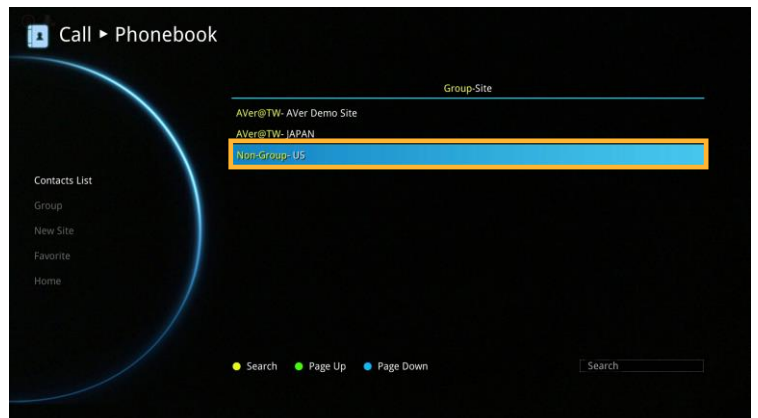 Call ► Phonebook
Group-Site
AVer@TW- AVer Demo Site
AVer@TW- JAPAN
Non-Group- US
Contacts List
Group
New Site
Favorite
Home
Search Page Up Page Down Search